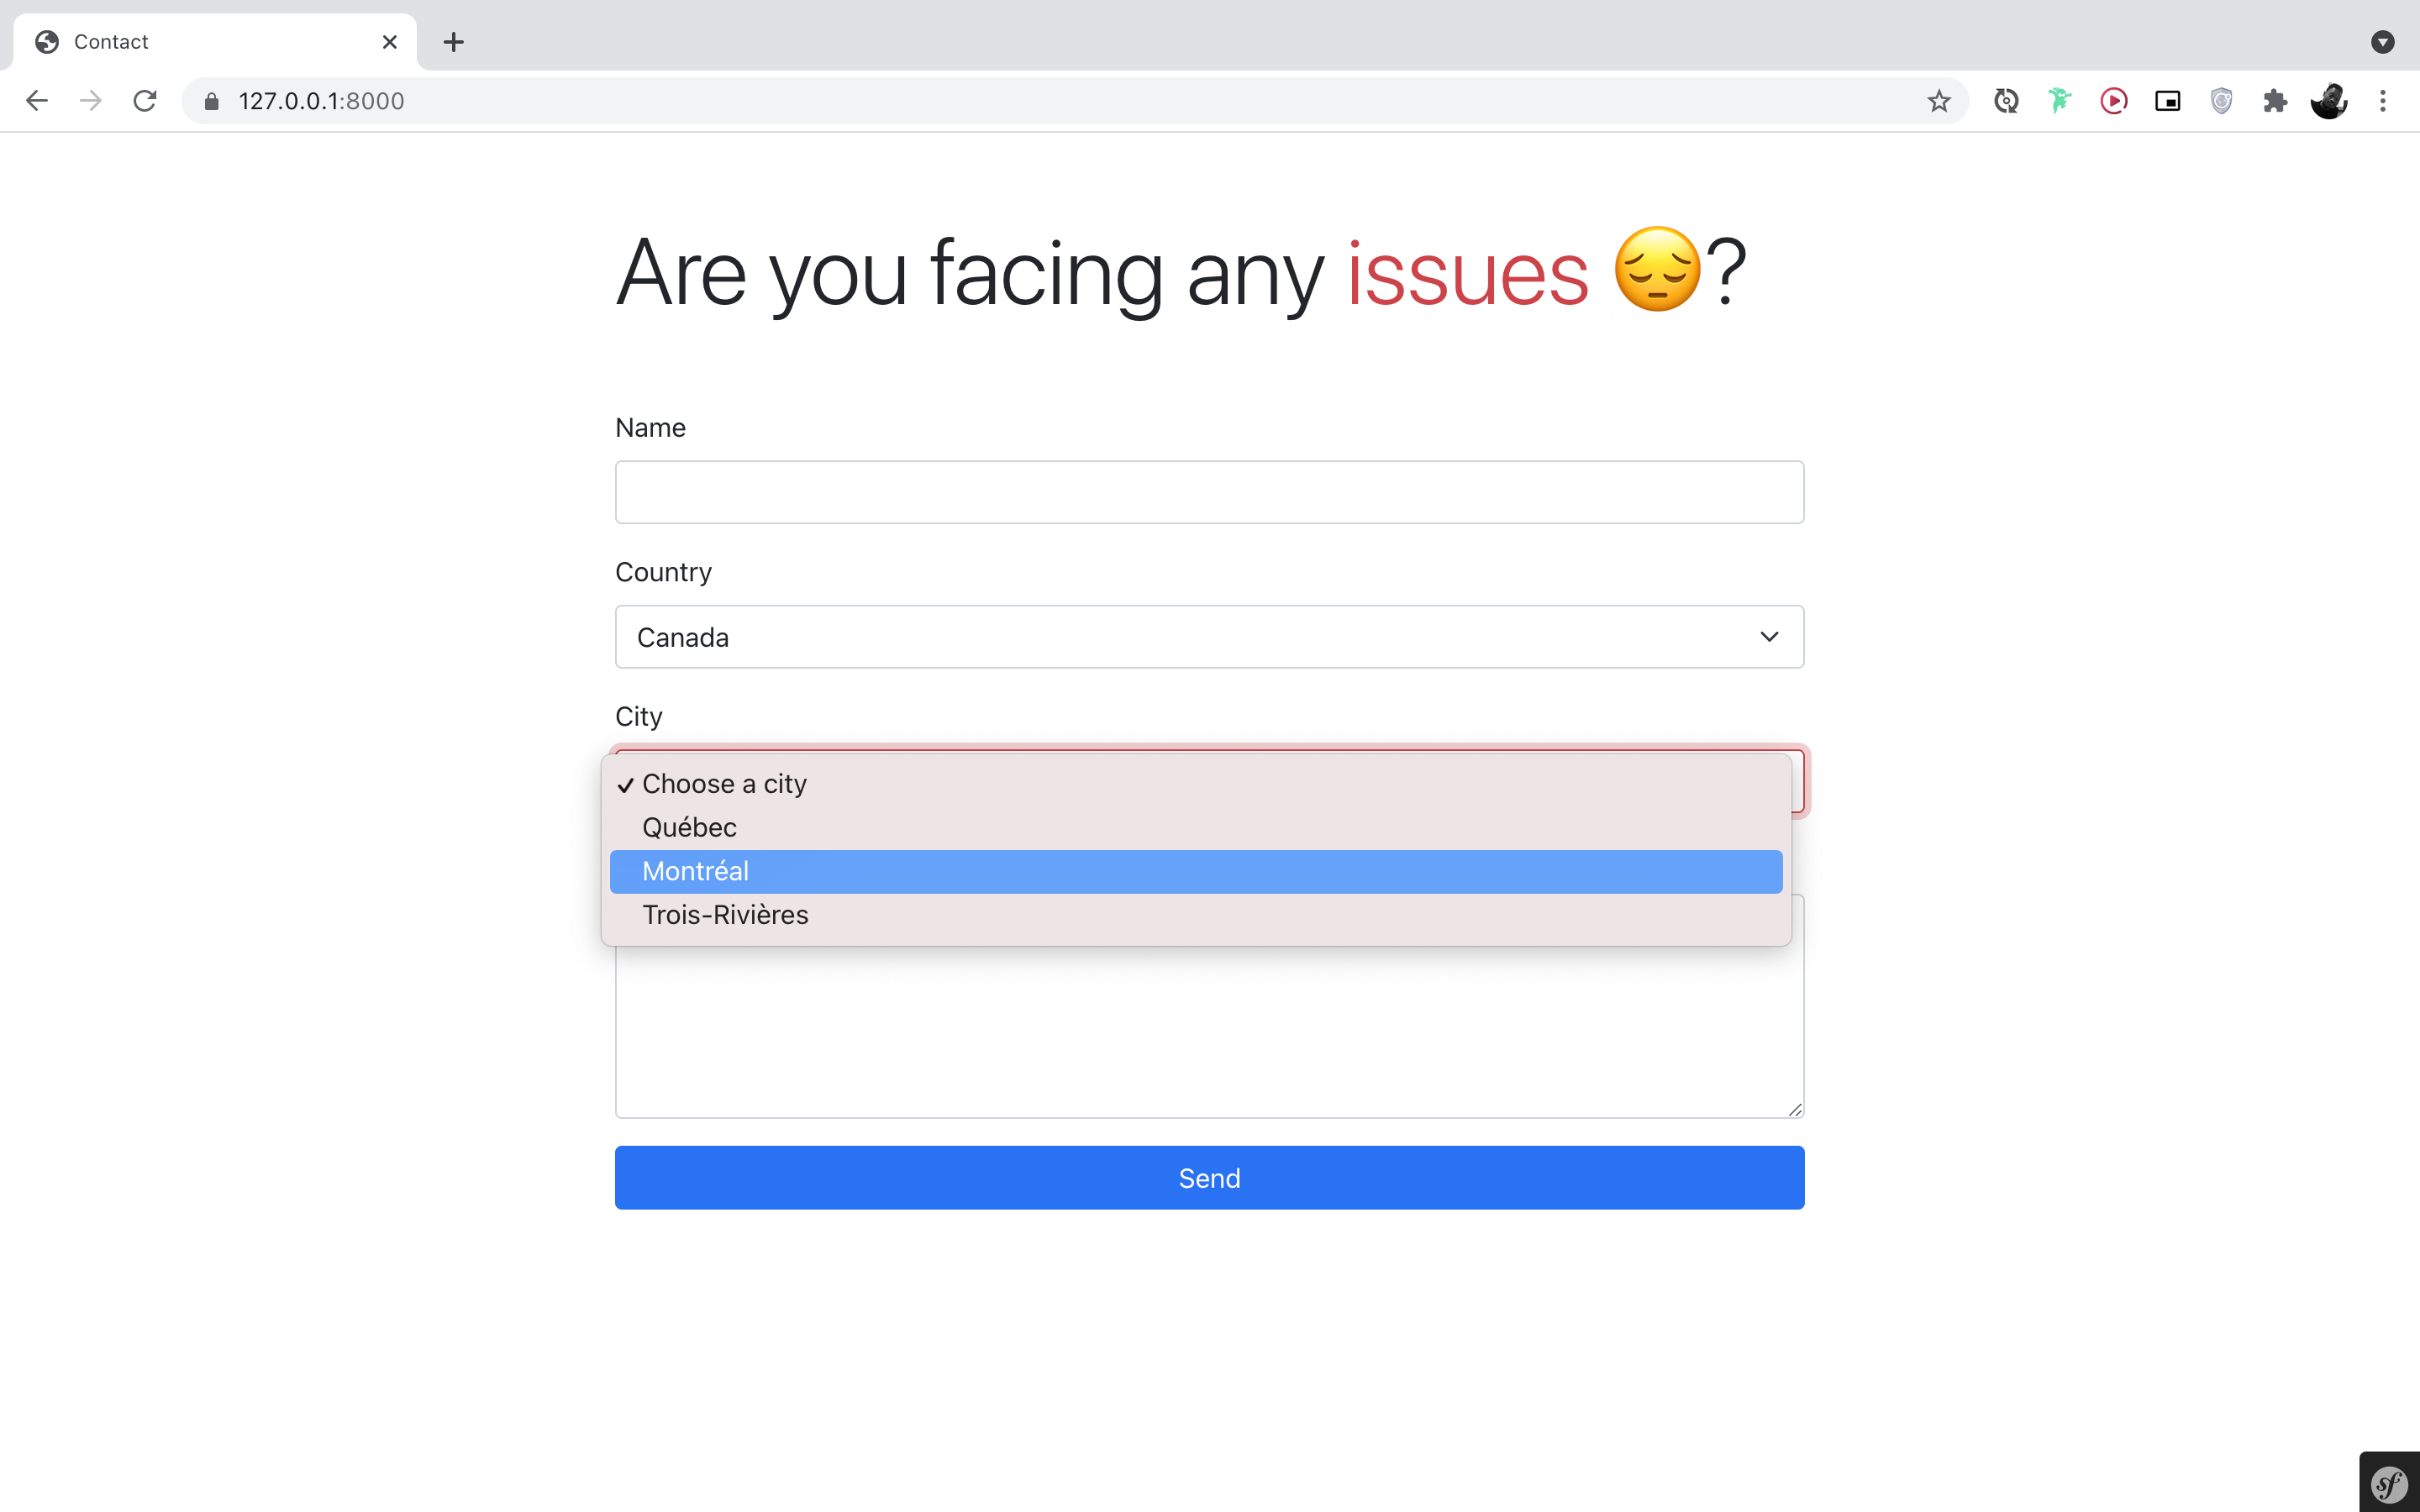 Contact
127.0.0.1:8000
Are you facing any issues 😔?
Name
Country
Canada
City
✓ Choose a city
Québec
Montréal
Trois-Rivières
Send
sf